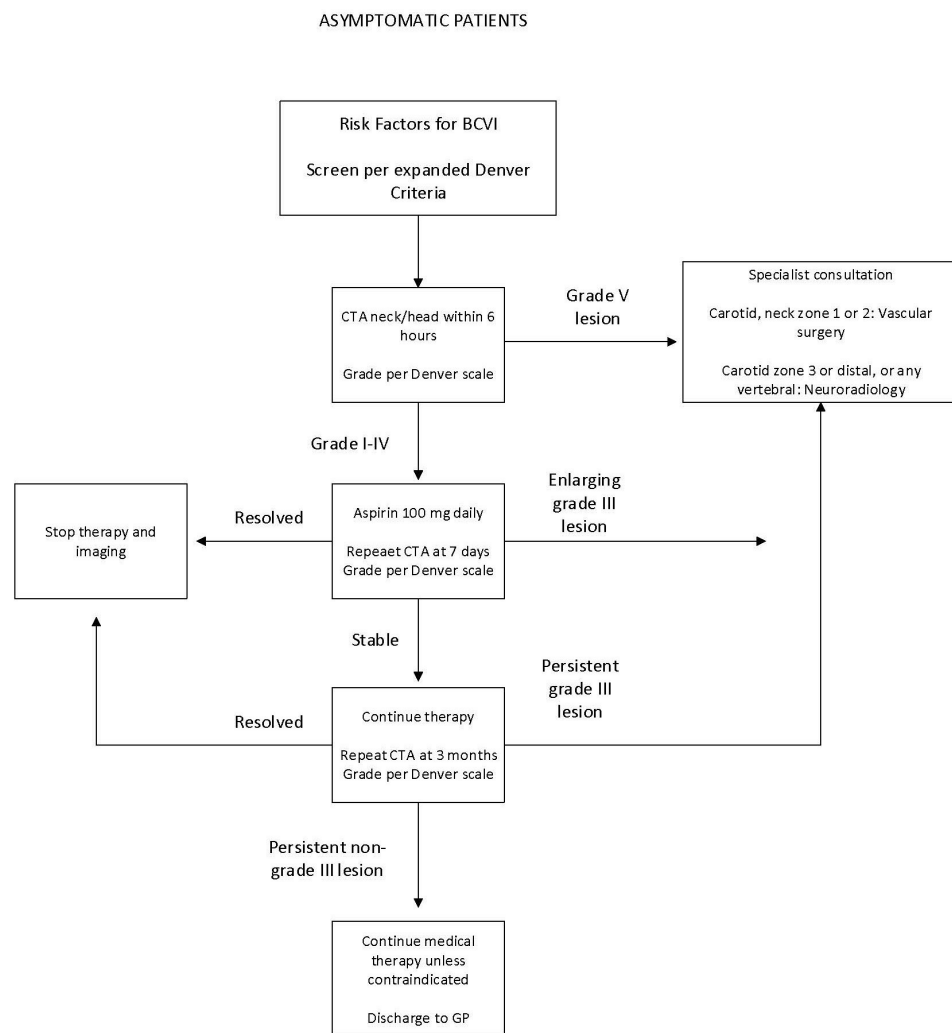 ASYMPTOMATIC PATIENTS
Risk Factors for BCVI
Screen per expanded Denver
Criteria
CTA neck/head within 6
hours
Grade per Denver scale
Grade V
lesion
Specialist consultation
Carotid, neck zone 1 or 2: Vascular
surgery
Carotid zone 3 or distal, or any
vertebral: Neuroradiology
Grade I-IV
Stop therapy and
imaging
Resolved
Aspirin 100 mg daily
Repeaet CTA at 7 days
Grade per Denver scale
Enlarging
grade III
lesion
Stable
Resolved
Continue therapy
Repeat CTA at 3 months
Grade per Denver scale
Persistent
grade III
lesion
Persistent non-
grade III lesion
Continue medical
therapy unless
contraindicated
Discharge to GP